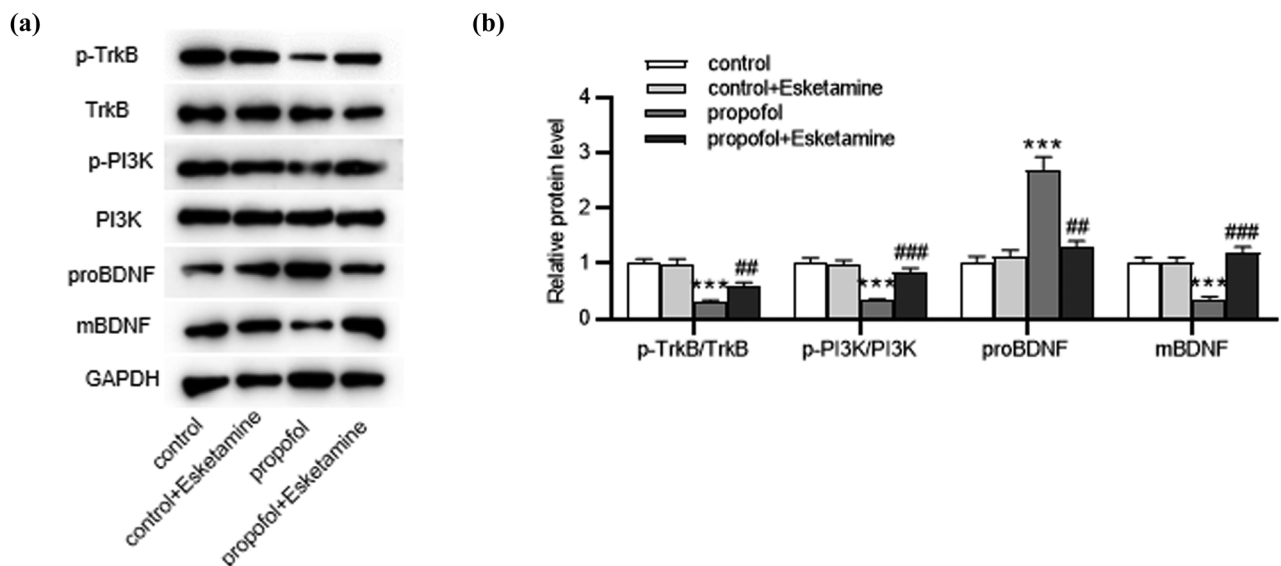 (a)
p-TrkB
TrkB
p-PI3K
PI3K
proBDNF
mBDNF
GAPDH
control
control+Esketamine
propofol
propofol+Esketamine
(b)
control
control+Esketamine
propofol
propofol+Esketamine
Relative protein level
4
3
2
1
0
*** ##
*** ###
*** ##
*** ###
p-TrkB/TrkB p-PI3K/PI3K proBDNF mBDNF